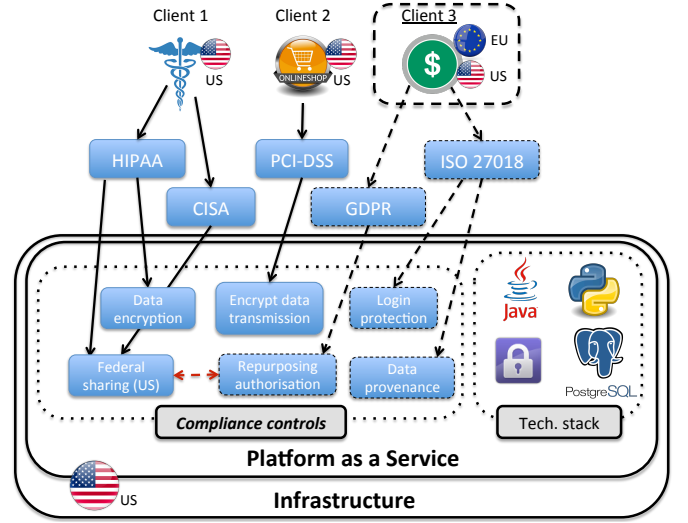 Client 1
Client 2
Client 3
US
ONLINESHOP
US
$
EU
US
HIPAA
PCI-DSS
ISO 27018
CISA
GDPR
Data
encryption
Encrypt data
transmission
Login
protection
Federal
sharing (US)
Repurposing
authorisation
Data
provenance
Java
PostgreSQL
Compliance controls
Tech. stack
Platform as a Service
US
Infrastructure